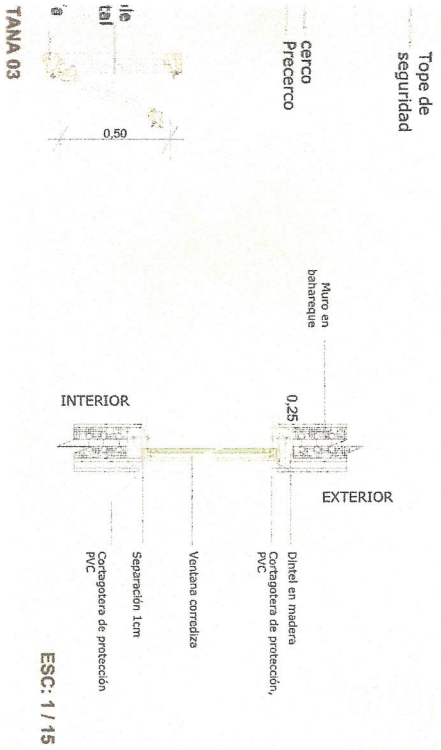 Tope de
seguridad
cerco
Precerco
0,50
TANA 03
Muro en
bahareque
INTERIOR
0,25
EXTERIOR
Dintel en madera
Cortagotera de protección,
PVC
Ventana corrediza
Separación 1cm
Cortagotera de protección
PVC
ESC: 1 / 15